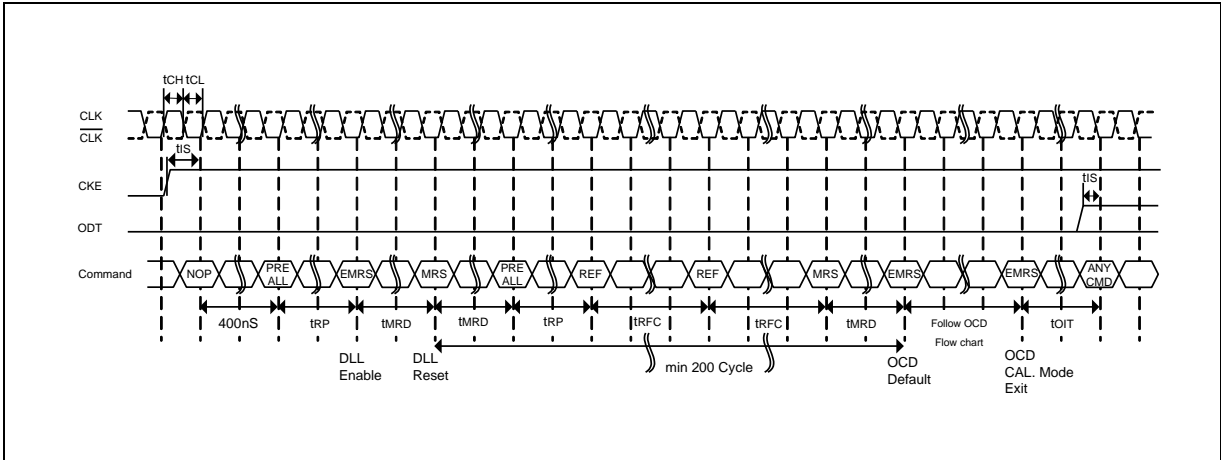 tCH tCL
CLK
CLK
tIS
CKE
tIS
ODT
Command
NOP
PRE
ALL
EMRS
MRS
PRE
ALL
REF
REF
MRS
EMRS
EMRS
ANY
CMD
400nS
tRP
tMRD
tMRD
tRP
tRFC
tRFC
tMRD
Follow OCD
Flow chart
tOIT
DLL
Enable
DLL
Reset
min 200 Cycle
OCD
Default
OCD
CAL. Mode
Exit